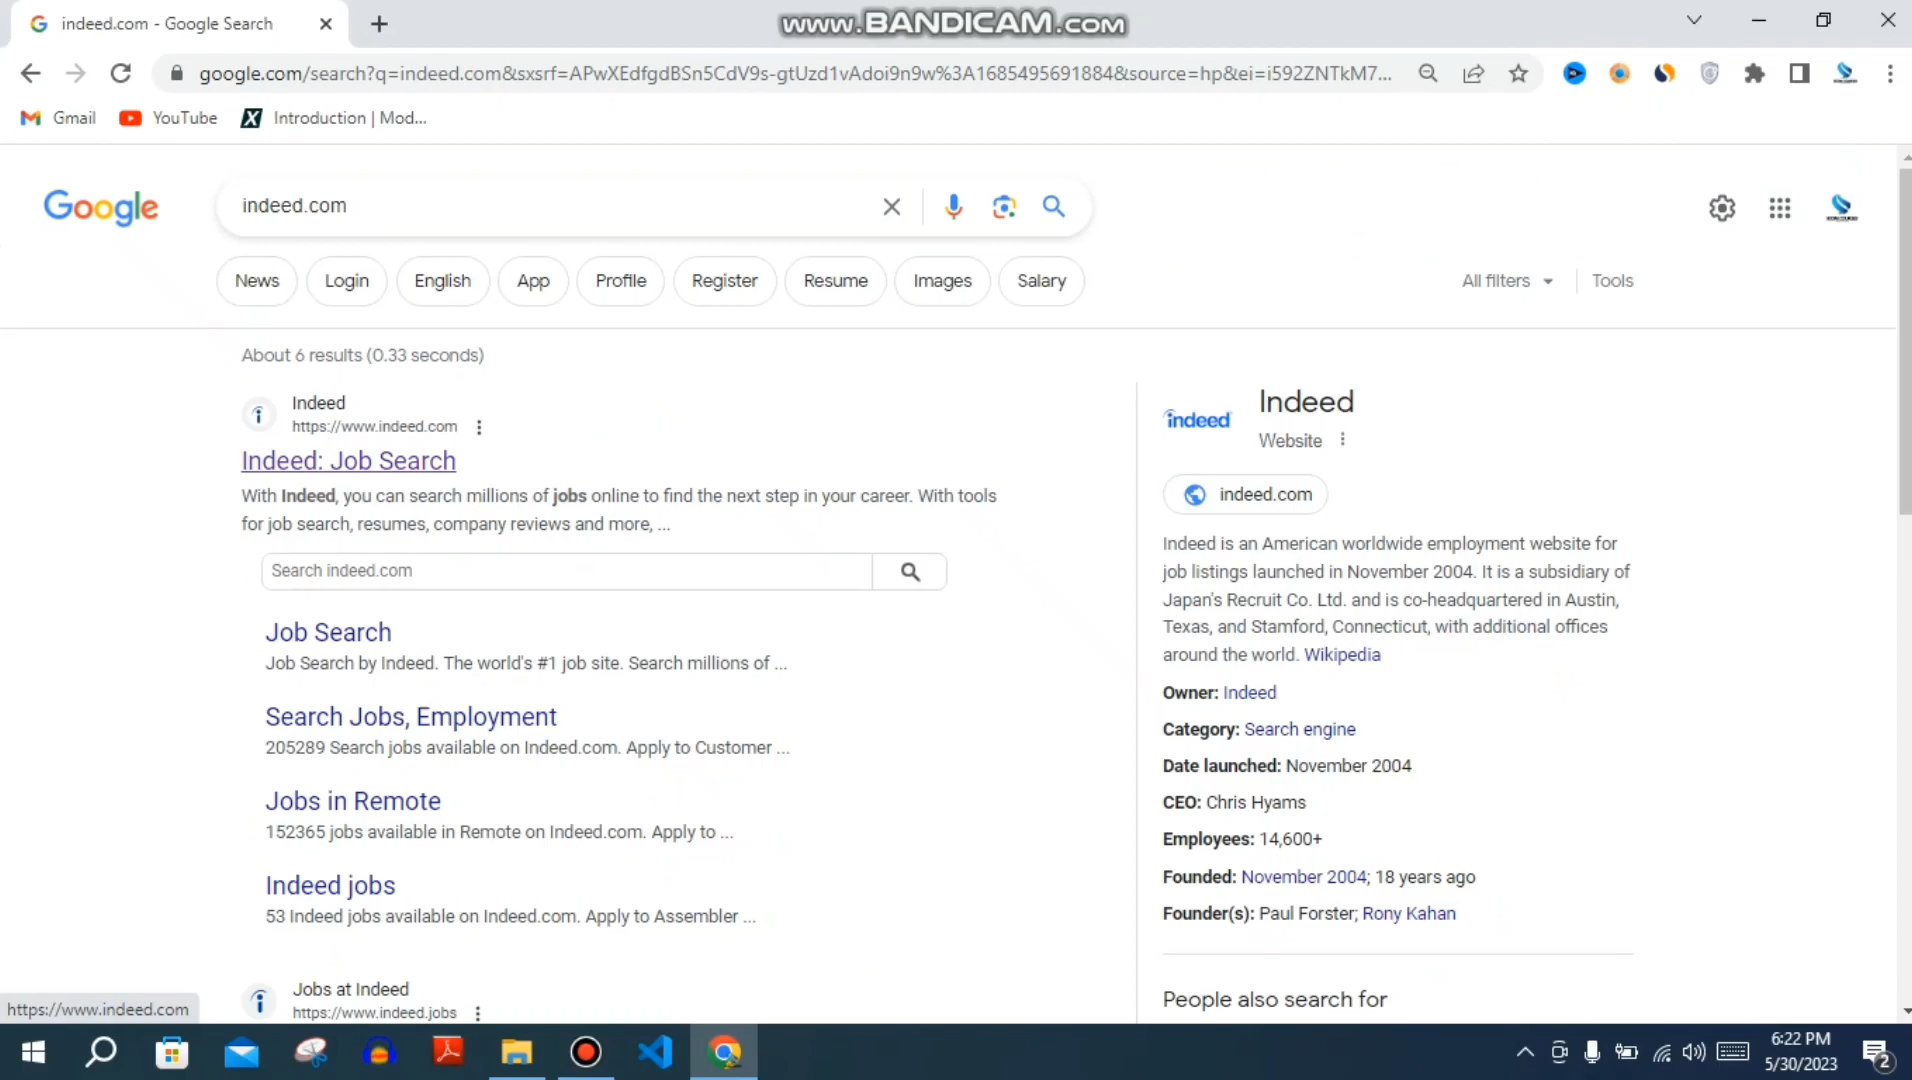 indeed.com - Google Search
www.BANDICAM.com
google.com/search?q=indeed.com&sxsrf=APwXEdfgdBSn5CdV9s-gtUzd1vAdoi9n9w%3A1685495691884&source=hp&ei=i592ZNTkM7...
Gmail
YouTube
Introduction | Mod...
Google
indeed.com
News
Login
English
App
Profile
Register
Resume
Images
Salary
All filters
Tools
About 6 results (0.33 seconds)
Indeed
https://www.indeed.com
Indeed: Job Search
With Indeed, you can search millions of jobs online to find the next step in your career. With tools
for job search, resumes, company reviews and more, ...
Search indeed.com
Job Search
Job Search by Indeed. The world's #1 job site. Search millions of ...
Search Jobs, Employment
205289 Search jobs available on Indeed.com. Apply to Customer ...
Jobs in Remote
152365 jobs available in Remote on Indeed.com. Apply to ...
Indeed jobs
53 Indeed jobs available on Indeed.com. Apply to Assembler ...
Jobs at Indeed
https://www.indeed.jobs
indeed
Indeed
Website
indeed.com
Indeed is an American worldwide employment website for
job listings launched in November 2004. It is a subsidiary of
Japan's Recruit Co. Ltd. and is co-headquartered in Austin,
Texas, and Stamford, Connecticut, with additional offices
around the world. Wikipedia
Owner: Indeed
Category: Search engine
Date launched: November 2004
CEO: Chris Hyams
Employees: 14,600+
Founded: November 2004; 18 years ago
Founder(s): Paul Forster; Rony Kahan
People also search for
https://www.indeed.com
6:22 PM
5/30/2023
2